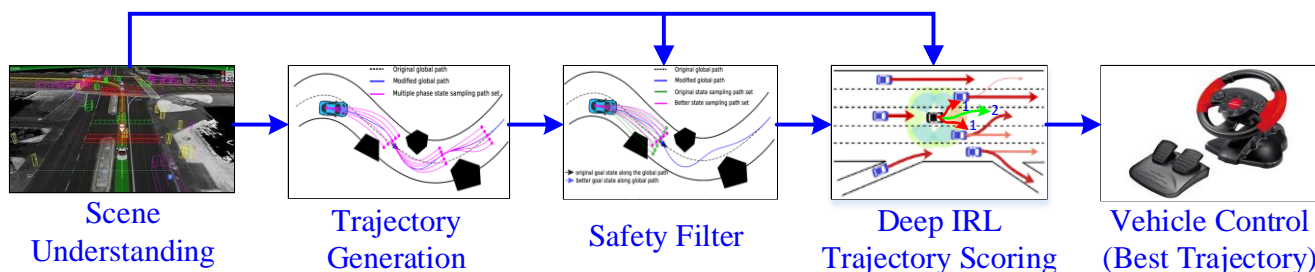 Original global path
Modified global path
Multiple phase state sampling path set
Original global path
Modified global path
Original state sampling path set
Better state sampling path set
original goal state along the global path
better goal state along global path
1
2
1
Scene
Understanding
Trajectory
Generation
Safety Filter
Deep IRL
Trajectory Scoring
Vehicle Control
(Best Trajectory)